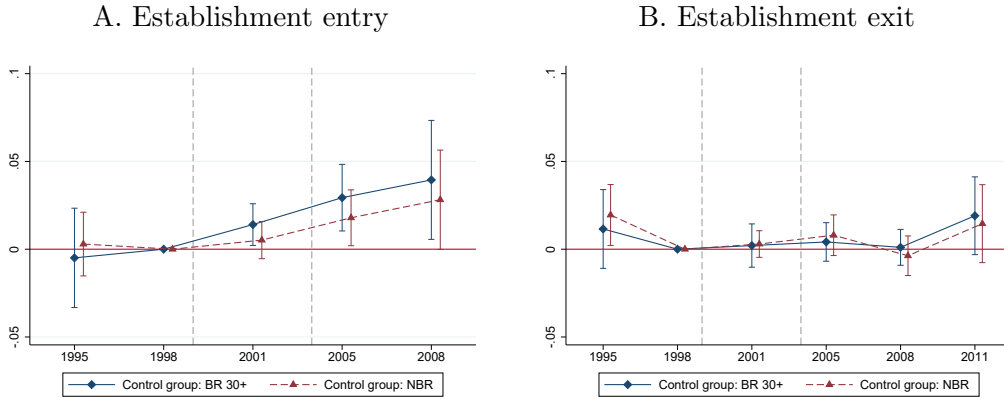 A. Establishment entry
.1
.05
0
-.05
1995 1998 2001 2005 2008
Control group: BR 30+ Control group: NBR
B. Establishment exit
.1
.05
0
-.05
1995 1998 2001 2005 2008 2011
Control group: BR 30+ Control group: NBR